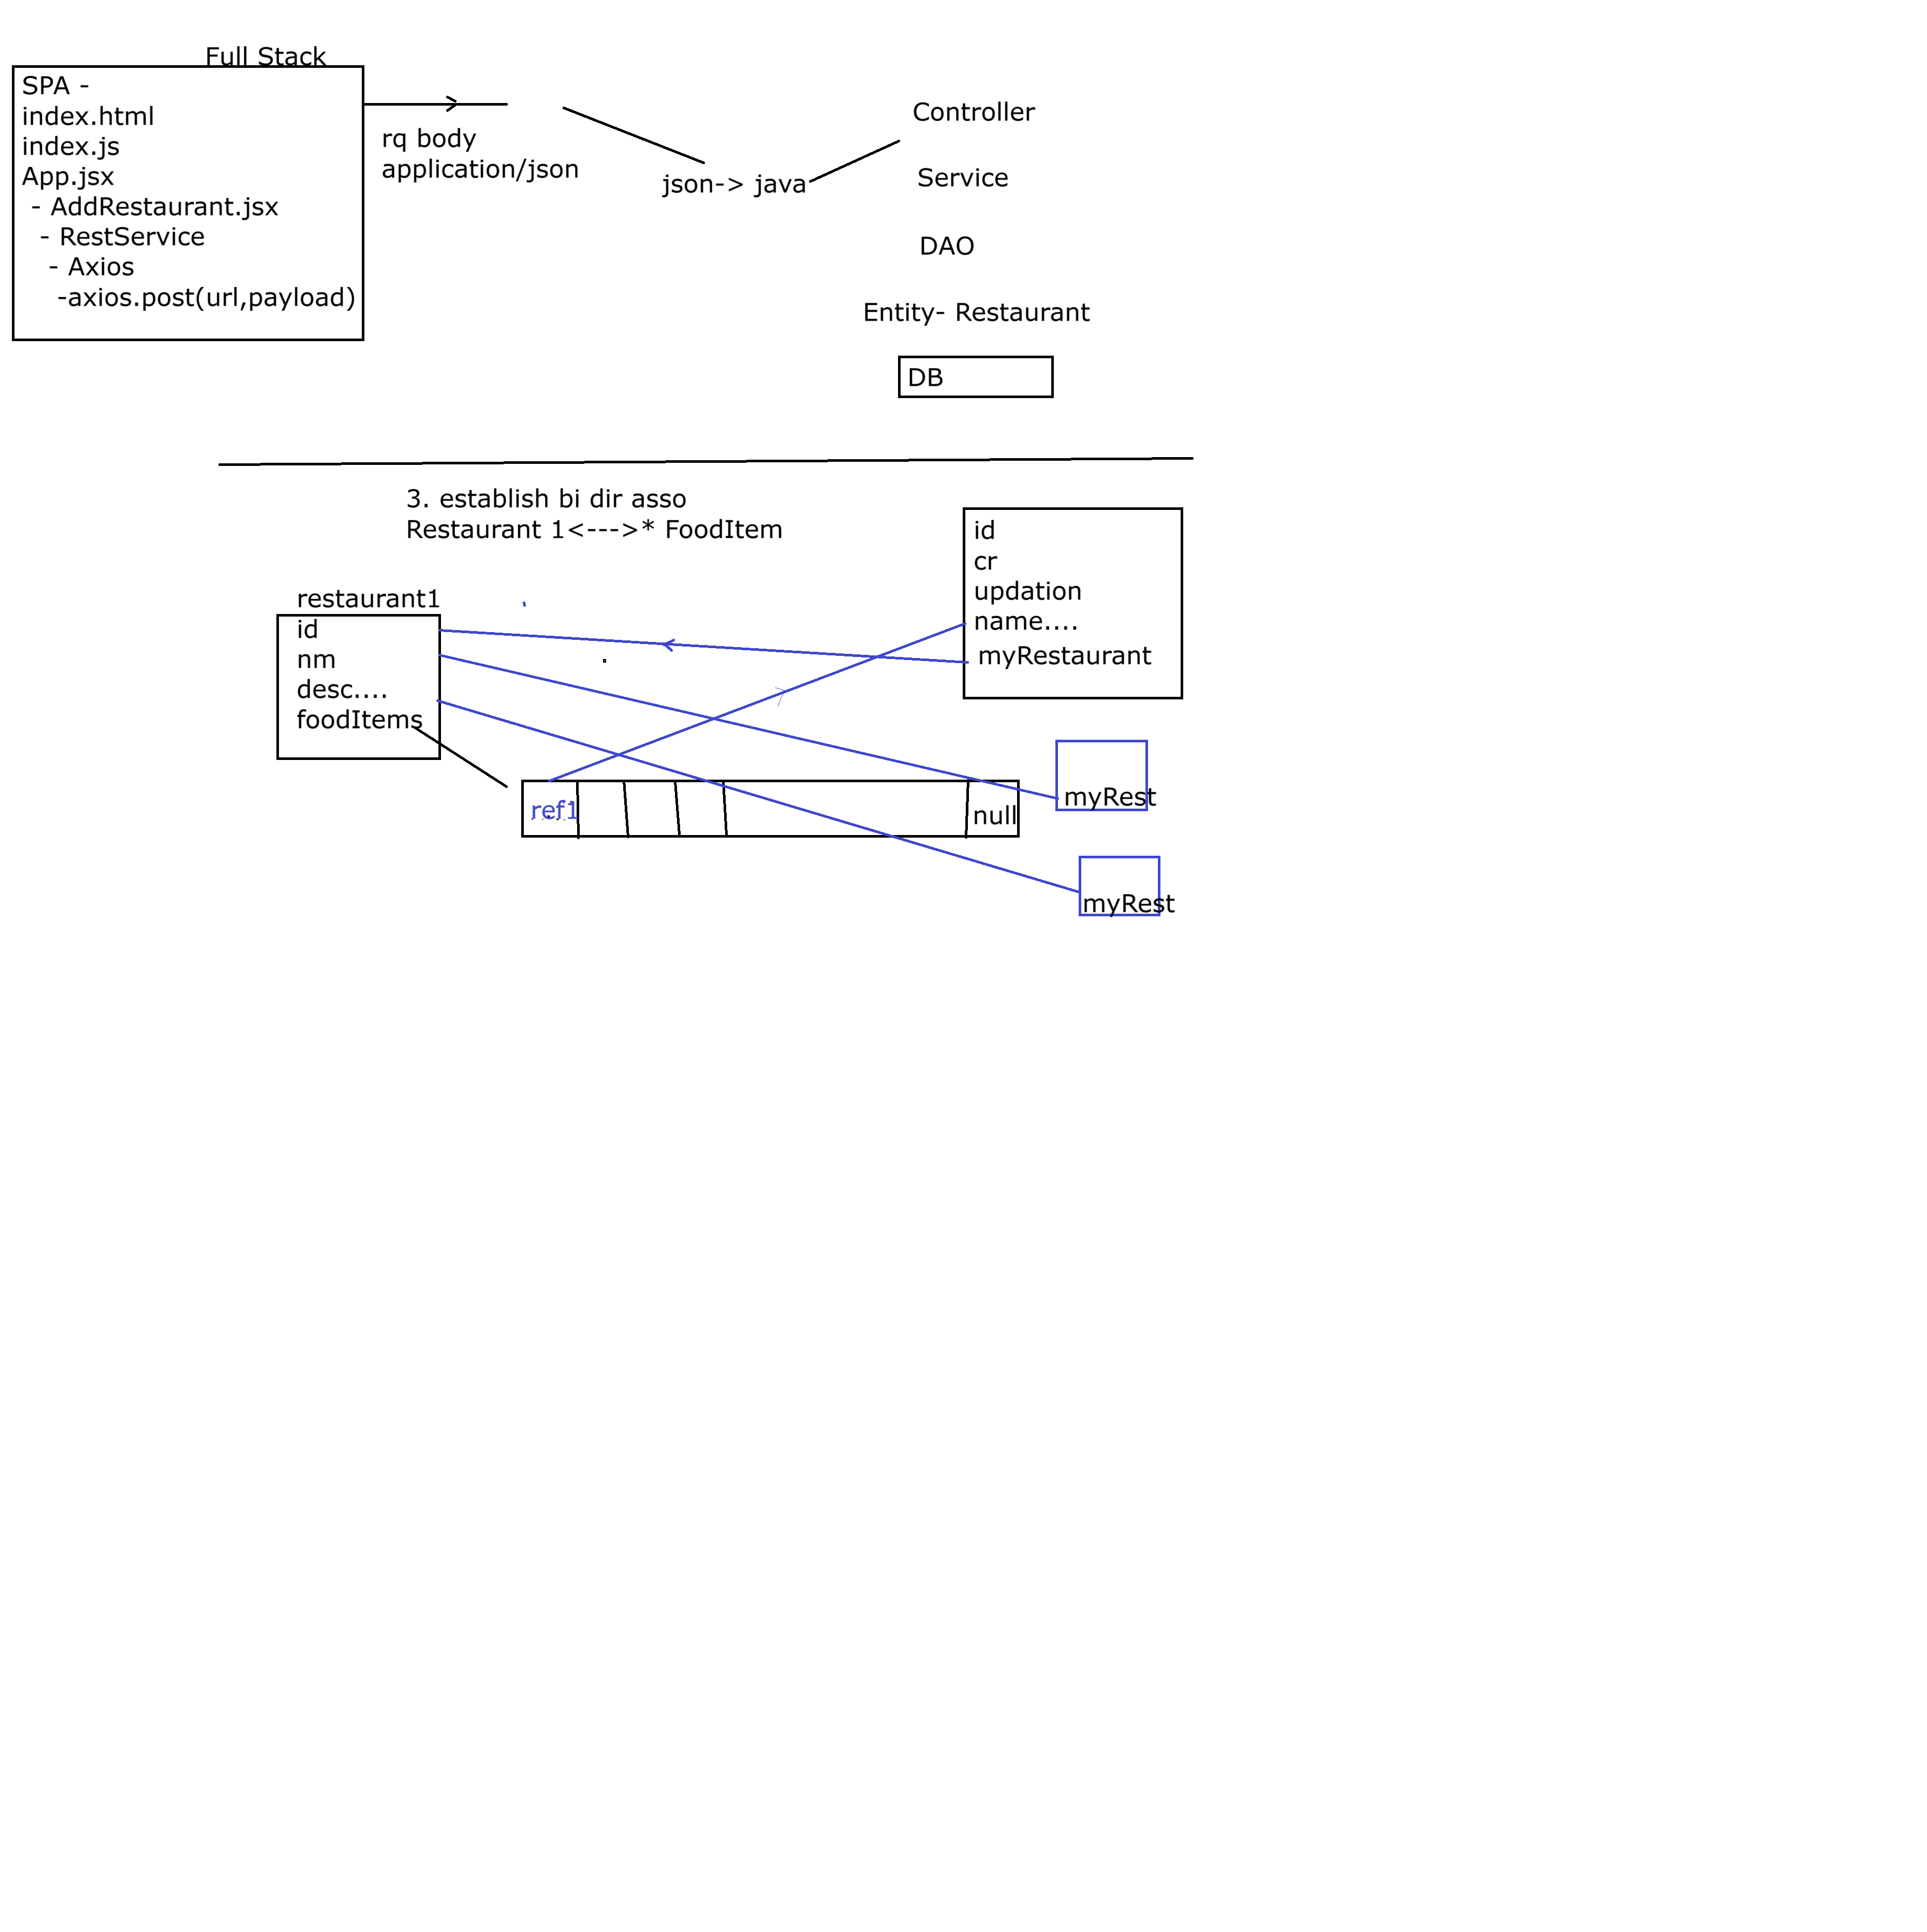 Full Stack
SPA -
index.html
index.js
App.jsx
- AddRestaurant.jsx
- RestService
- Axios
-axios.post(url,payload)
rq body
application/json
json-> java
Controller
Service
DAO
Entity- Restaurant
DB
3. establish bi dir asso
Restaurant 1<--->* FoodItem
restaurant1
id
nm
desc....
foodItems
id
cr
updation
name....
myRestaurant
ref1
null
myRest
myRest